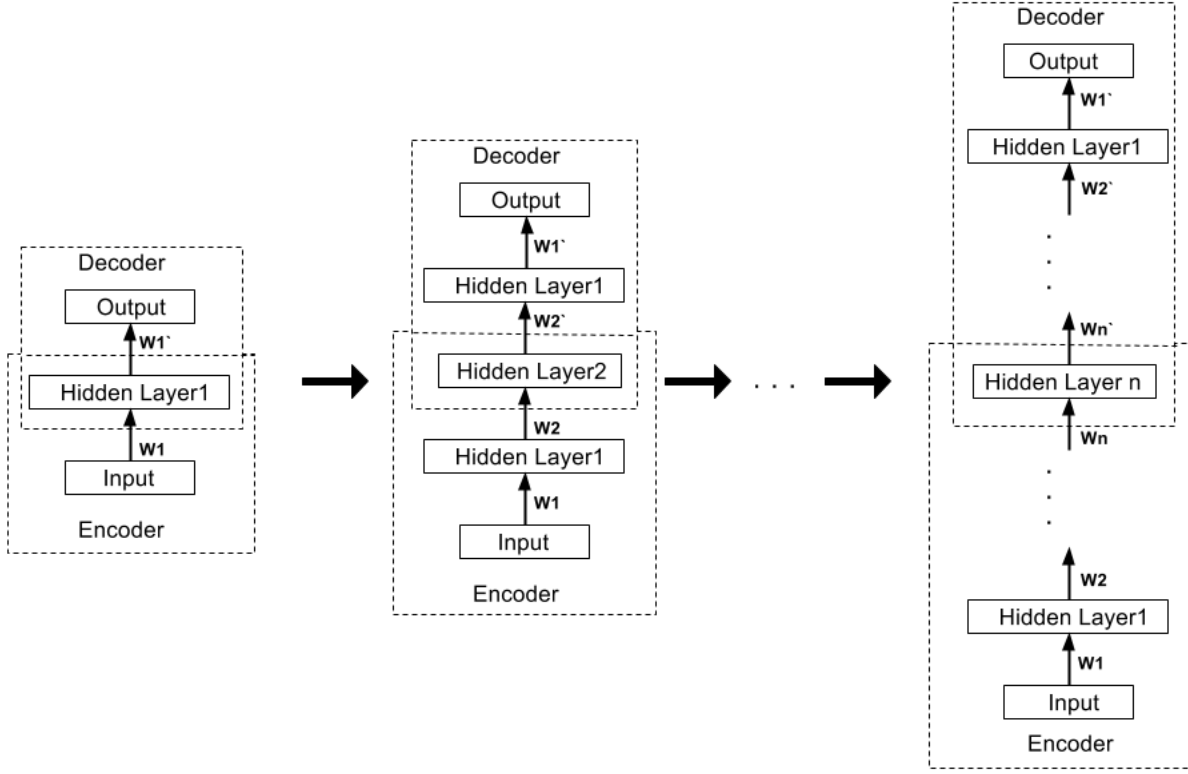 Decoder
Output
W1`
Hidden Layer1
W1
Input
Encoder
Decoder
Output
W1`
Hidden Layer1
W2`
Hidden Layer2
W2
Hidden Layer1
W1
Input
Encoder
. . .
Decoder
Output
W1`
Hidden Layer1
W2`
.
.
.
Wn`
Hidden Layer n
Wn
.
.
.
W2
Hidden Layer1
W1
Input
Encoder